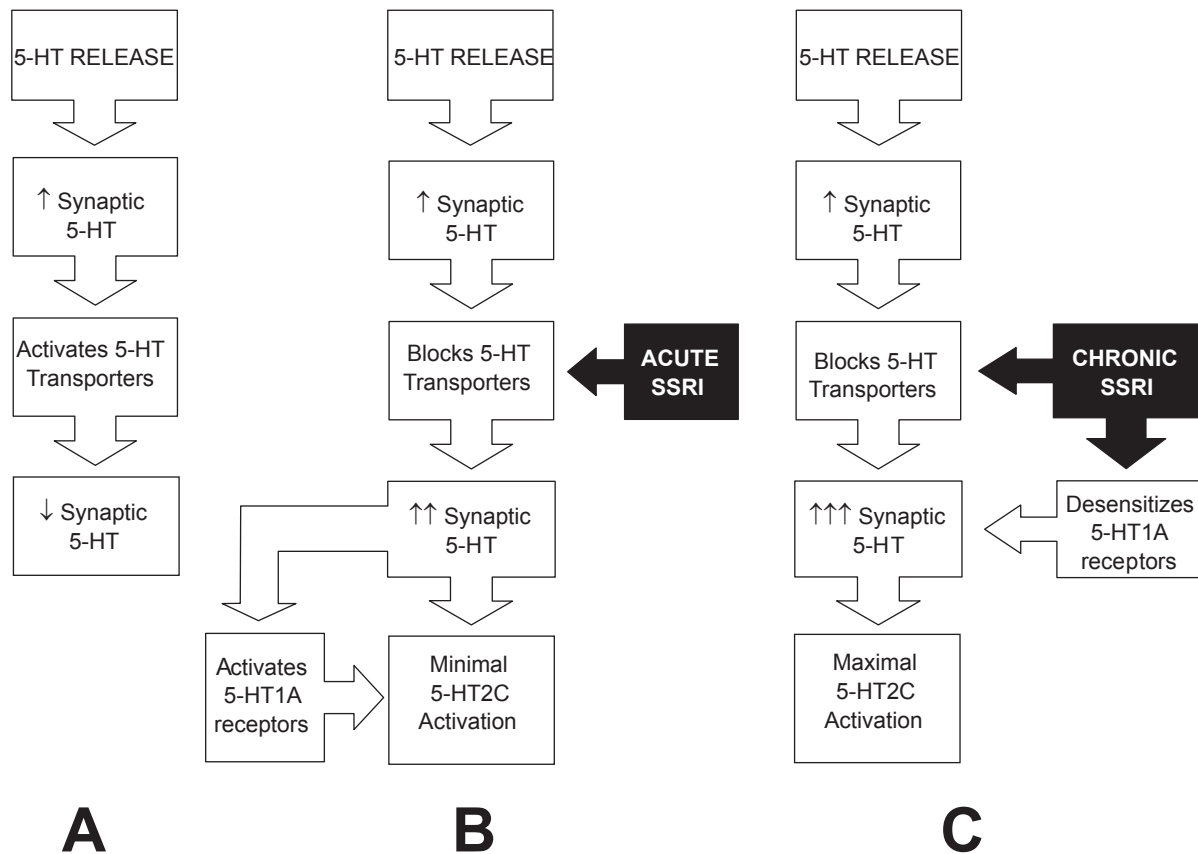 5-HT RELEASE
↑ Synaptic
5-HT
Activates 5-HT
Transporters
↓ Synaptic
5-HT
A
5-HT RELEASE
↑ Synaptic
5-HT
Blocks 5-HT
Transporters
ACUTE
SSRI
↑↑ Synaptic
5-HT
Activates
5-HT1A
receptors
Minimal
5-HT2C
Activation
B
5-HT RELEASE
↑ Synaptic
5-HT
Blocks 5-HT
Transporters
CHRONIC
SSRI
↑↑↑ Synaptic
5-HT
Desensitizes
5-HT1A
receptors
Maximal
5-HT2C
Activation
C